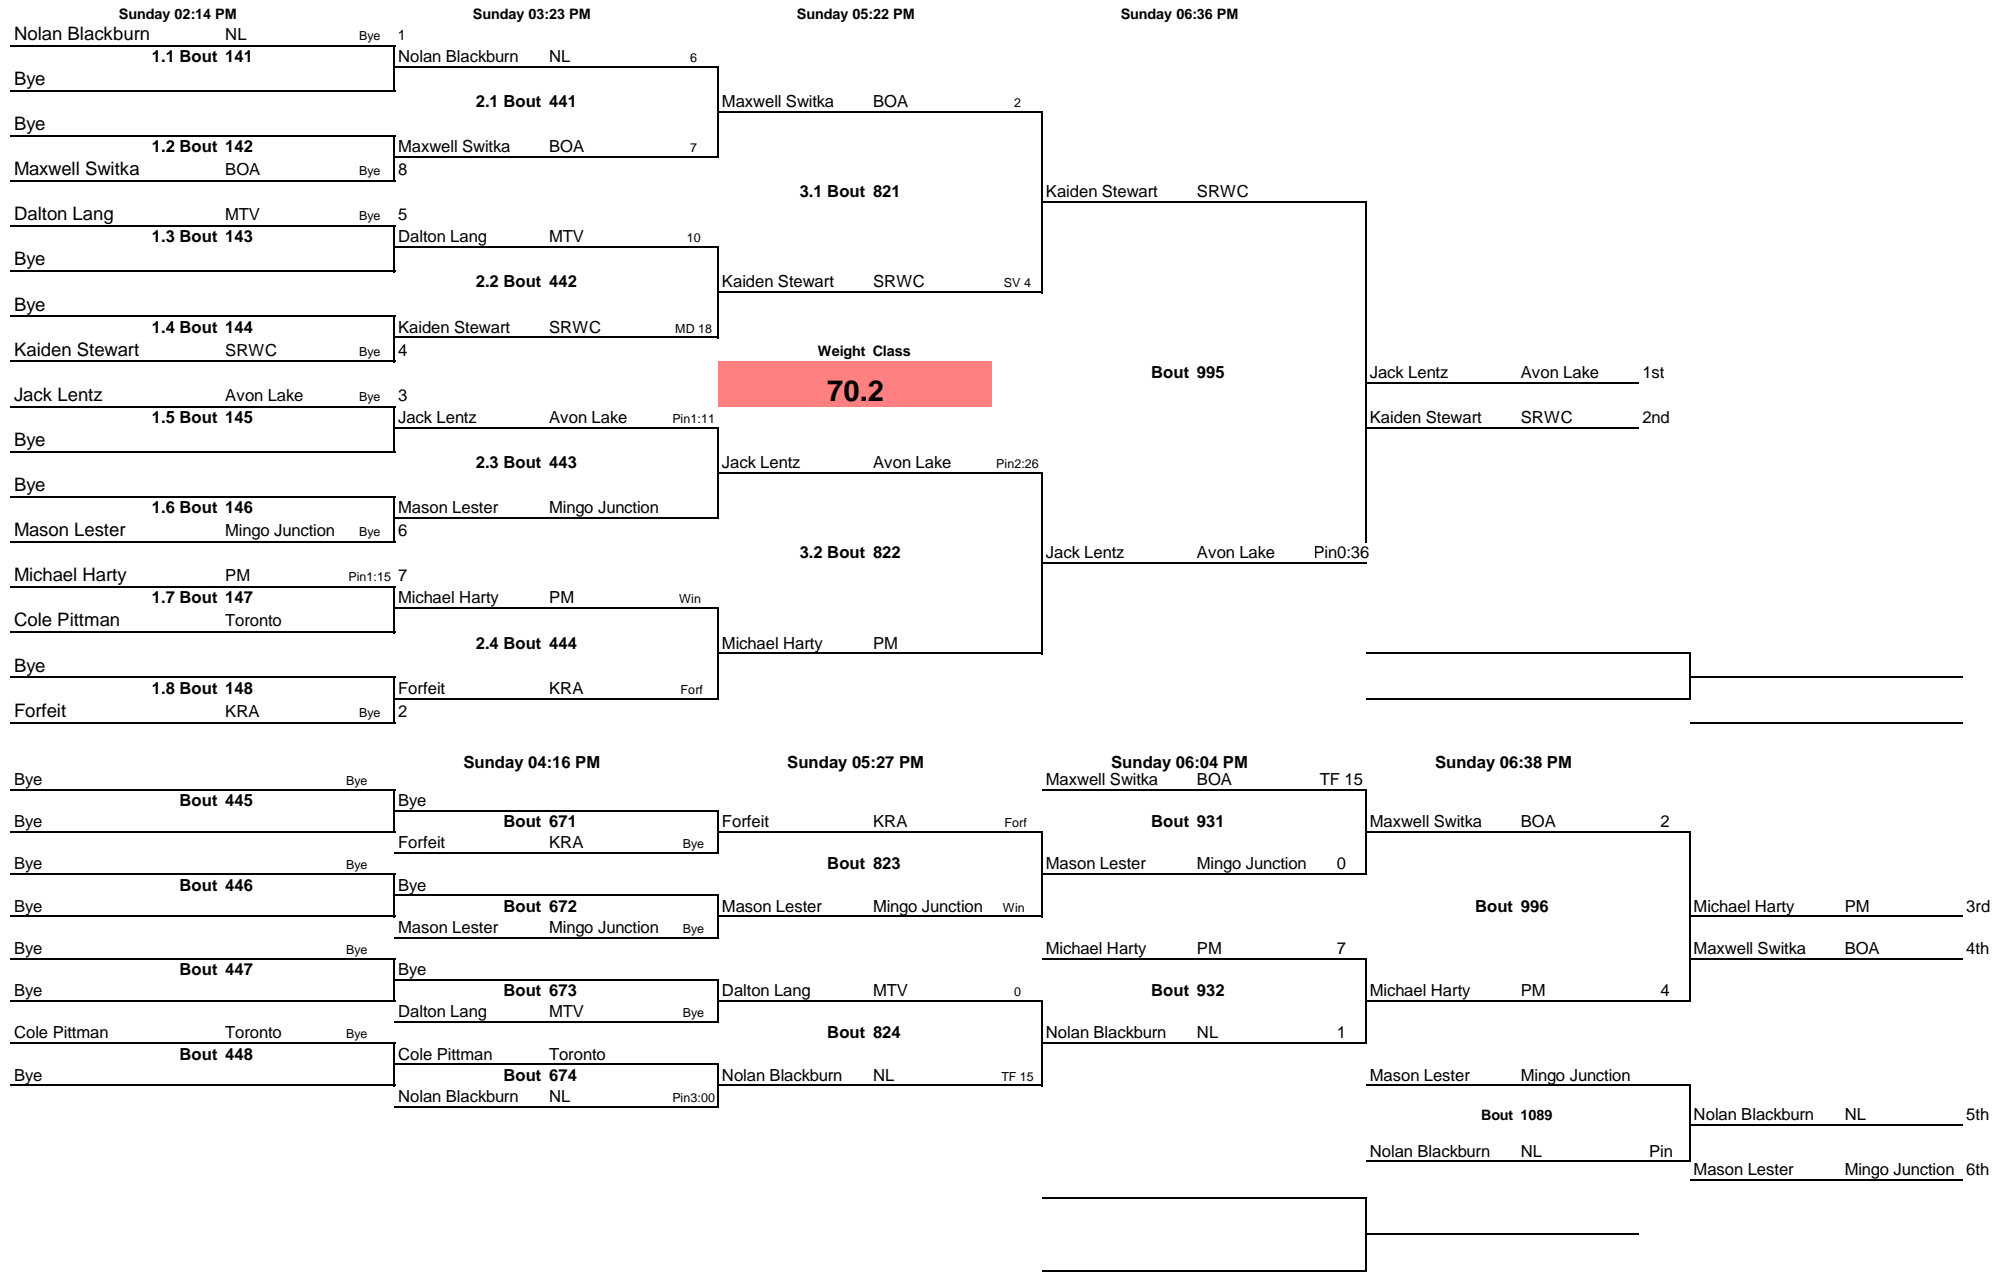 Sunday 02:14 PM Sunday 03:23 PM Sunday 05:22 PM Sunday 06:36 PM
Nolan Blackburn NL Bye 1
1.1 Bout 141 Nolan Blackburn NL 6
Bye
2.1 Bout 441 Maxwell Switka BOA 2
Bye
1.2 Bout 142 Maxwell Switka BOA 7
Maxwell Switka BOA Bye 8
3.1 Bout 821 Kaiden Stewart SRWC
Dalton Lang MTV Bye 5
1.3 Bout 143 Dalton Lang MTV 10
Bye
2.2 Bout 442 Kaiden Stewart SRWC SV 4
Bye
1.4 Bout 144 Kaiden Stewart SRWC MD 18
Kaiden Stewart SRWC Bye 4 Weight Class
Bout 995 Jack Lentz Avon Lake 1st
70.2
Jack Lentz Avon Lake Bye 3
1.5 Bout 145 Jack Lentz Avon Lake Pin1:11 Kaiden Stewart SRWC 2nd
Bye
2.3 Bout 443 Jack Lentz Avon Lake Pin2:26
Bye
1.6 Bout 146 Mason Lester Mingo Junction
Mason Lester Mingo Junction Bye 6
3.2 Bout 822 Jack Lentz Avon Lake Pin0:36
Michael Harty PM Pin1:15 7
1.7 Bout 147 Michael Harty PM Win
Cole Pittman Toronto
2.4 Bout 444 Michael Harty PM
Bye
1.8 Bout 148 Forfeit KRA Forf
Forfeit KRA Bye 2
Sunday 04:16 PM Sunday 05:27 PM Sunday 06:04 PM Sunday 06:38 PM
Bye Bye Maxwell Switka BOA TF 15
Bout 445 Bye
Bye Bout 671 Forfeit KRA Forf Bout 931 Maxwell Switka BOA 2
Forfeit KRA Bye
Bye Bye Bout 823 Mason Lester Mingo Junction 0
Bout 446 Bye
Bye Bout 672 Mason Lester Mingo Junction Win Bout 996 Michael Harty PM 3rd
Mason Lester Mingo Junction Bye
Bye Bye Michael Harty PM 7 Maxwell Switka BOA 4th
Bout 447 Bye
Bye Bout 673 Dalton Lang MTV 0 Bout 932 Michael Harty PM 4
Dalton Lang MTV Bye
Cole Pittman Toronto Bye Bout 824 Nolan Blackburn NL 1
Bout 448 Cole Pittman Toronto
Bye Bout 674 Nolan Blackburn NL TF 15 Mason Lester Mingo Junction
Nolan Blackburn NL Pin3:00
Bout 1089 Nolan Blackburn NL 5th
Nolan Blackburn NL Pin
Mason Lester Mingo Junction 6th